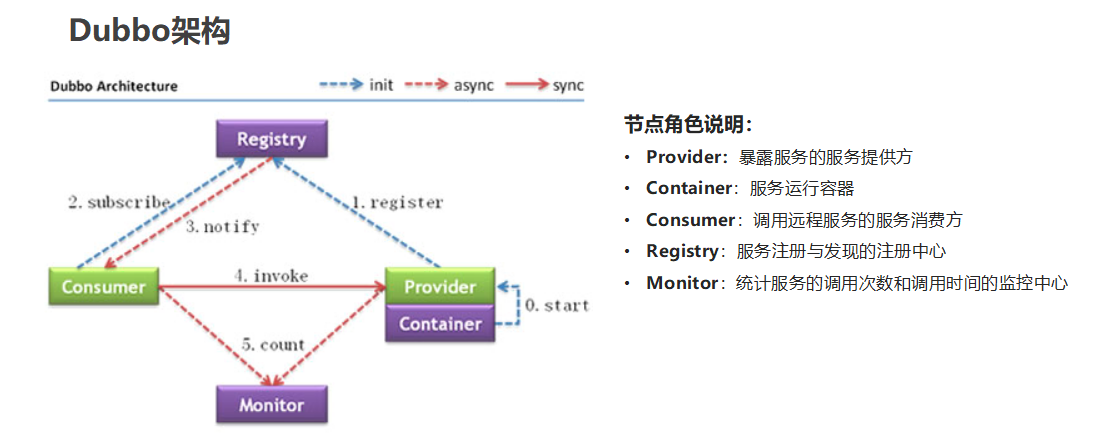 Dubbo架构
Dubbo Architecture
init
async
sync
Registry
2. subscribe
1. register
3. notify
Consumer
4. invoke
Provider
Container
0. start
5. count
Monitor
节点角色说明：
• Provider：暴露服务的服务提供方
• Container：服务运行容器
• Consumer：调用远程服务的服务消费方
• Registry：服务注册与发现的注册中心
• Monitor：统计服务的调用次数和调用时间的监控中心